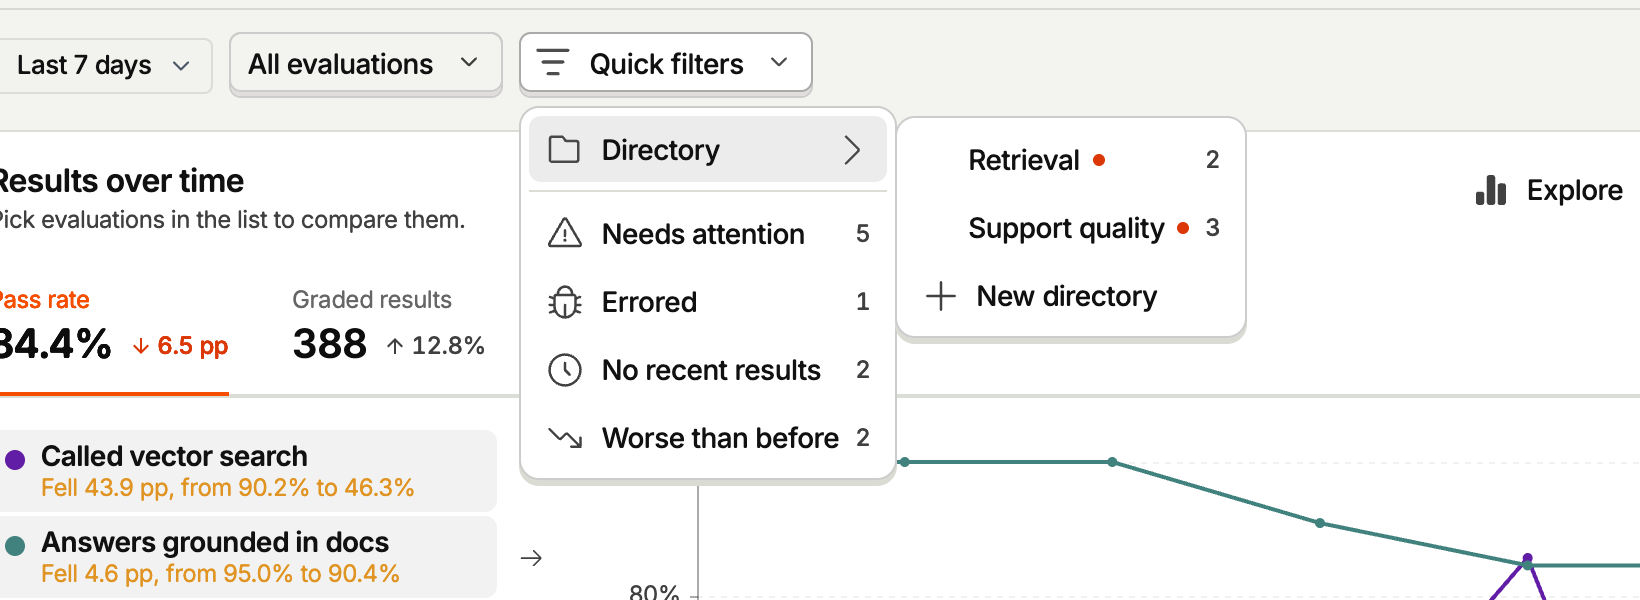 Last 7 days
All evaluations
Quick filters
Directory
Retrieval 2
Support quality 3
New directory
Needs attention 5
Errored 1
No recent results 2
Worse than before 2
Explore
Results over time
Pick evaluations in the list to compare them.
Pass rate
84.4% ↓ 6.5 pp
Graded results
388 ↑ 12.8%
Called vector search
Fell 43.9 pp, from 90.2% to 46.3%
Answers grounded in docs
Fell 4.6 pp, from 95.0% to 90.4%
80%